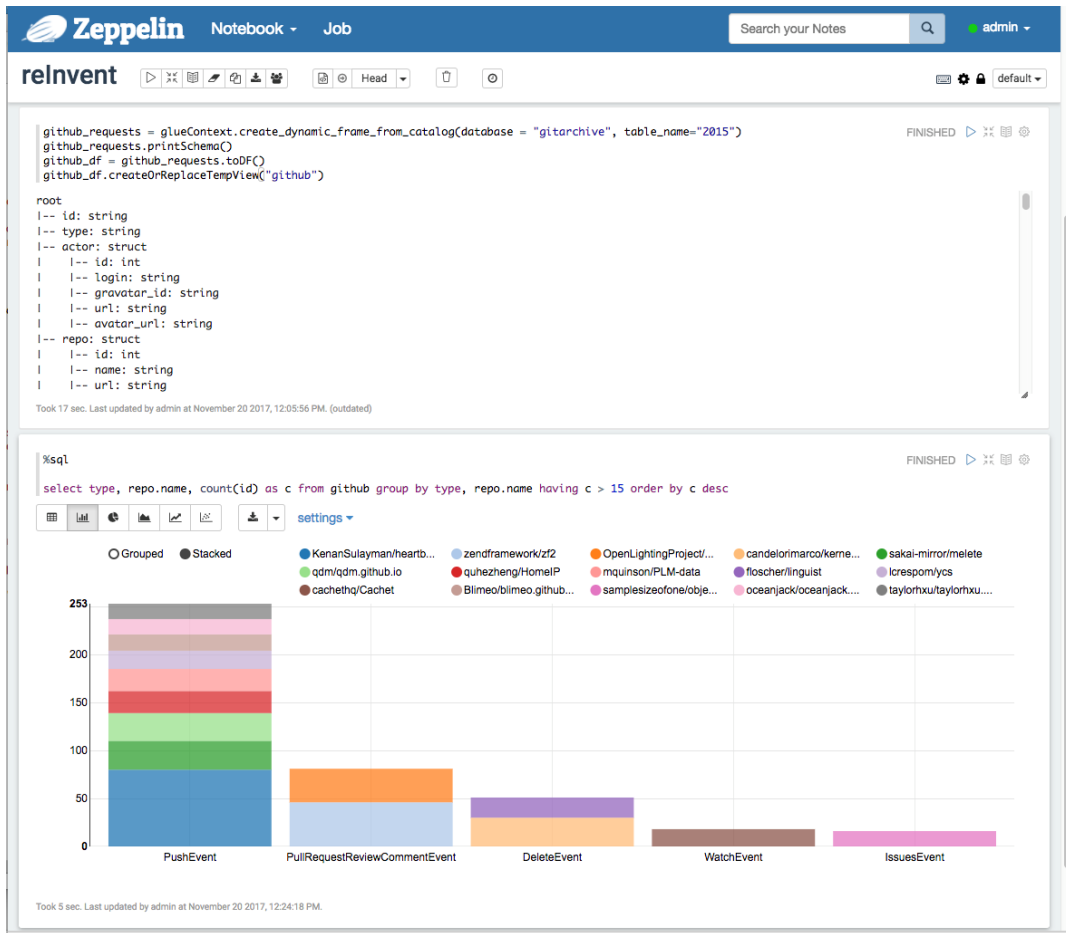 Zeppelin Notebook Job Search your Notes admin
reInvent Head default
github_requests = glueContext.create_dynamic_frame_from_catalog(database = "gitarchive", table_name="2015") FINISHED
github_requests.printSchema()
github_df = github_requests.toDF()
github_df.createOrReplaceTempView("github")
root
|-- id: string
|-- type: string
|-- actor: struct
|    |-- id: int
|    |-- login: string
|    |-- gravatar_id: string
|    |-- url: string
|    |-- avatar_url: string
|-- repo: struct
|    |-- id: int
|    |-- name: string
|    |-- url: string
Took 17 sec. Last updated by admin at November 20 2017, 12:05:56 PM. (outdated)
%sql FINISHED
select type, repo.name, count(id) as c from github group by type, repo.name having c > 15 order by c desc
settings
Grouped Stacked KenSulayman/heartb... zendframework/zf2 OpenLightingProject/... candelorimarco/kerne... sakai-mirror/melete
qdm/qdm.github.io quhezheng/HomeIP mquinson/PLM-data floscher/linguist lcrespom/ycs
cachethq/Cachet Blimeo/blimeo.github... samplesizeofone/obje... oceanjack/oceanjack.... taylorhxu/taylorhxu....
253
200
150
100
50
0
PushEvent PullRequestReviewCommentEvent DeleteEvent WatchEvent IssuesEvent
Took 5 sec. Last updated by admin at November 20 2017, 12:24:18 PM.